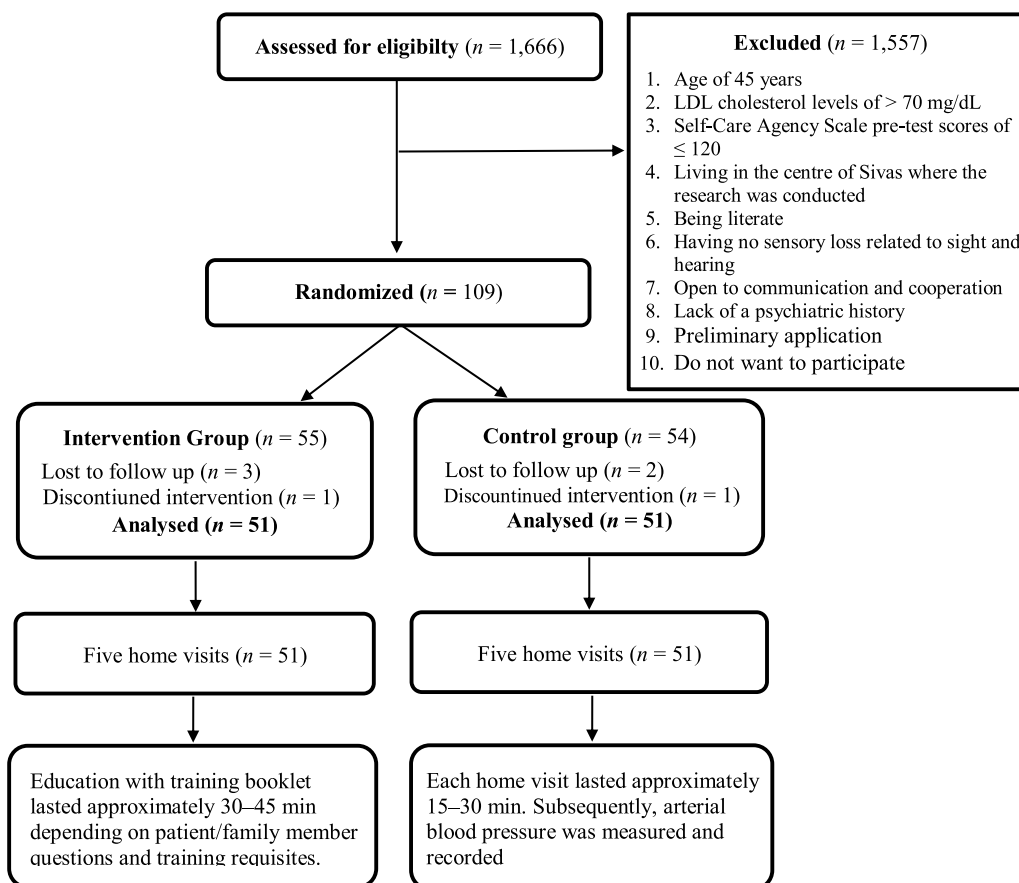 Assessed for eligibilty (n = 1,666)
Excluded (n = 1,557)
1. Age of 45 years
2. LDL cholesterol levels of > 70 mg/dL
3. Self-Care Agency Scale pre-test scores of
≤ 120
4. Living in the centre of Sivas where the
research was conducted
5. Being literate
6. Having no sensory loss related to sight and
hearing
7. Open to communication and cooperation
8. Lack of a psychiatric history
9. Preliminary application
10. Do not want to participate
Randomized (n = 109)
Intervention Group (n = 55)
Lost to follow up (n = 3)
Discontiuned intervention (n = 1)
Analysed (n = 51)
Control group (n = 54)
Lost to follow up (n = 2)
Discountinued intervention (n = 1)
Analysed (n = 51)
Five home visits (n = 51)
Five home visits (n = 51)
Education with training booklet
lasted approximately 30–45 min
depending on patient/family member
questions and training requisites.
Each home visit lasted approximately
15–30 min. Subsequently, arterial
blood pressure was measured and
recorded